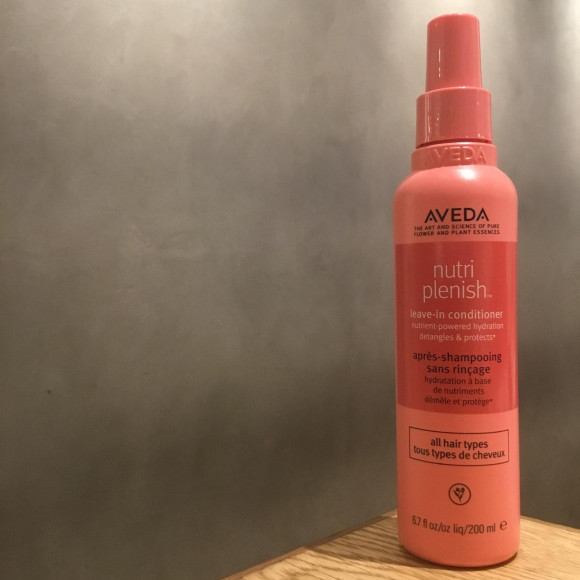 AVEDA
AVEDA
THE ART AND SCIENCE OF PURE
FLOWER AND PLANT ESSENCES
nutri
plenish™
leave-in conditioner
nutrient-powered hydration
detangles & protects*
après-shampooing
sans rinçage
hydratation à base
de nutriments
démêle et protège*
all hair types
tous types de cheveux
6.7 fl oz/oz liq/200 ml ℮